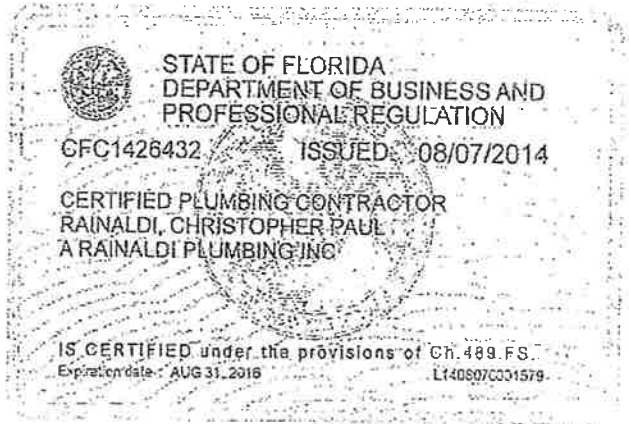 STATE OF FLORIDA
DEPARTMENT OF BUSINESS AND
PROFESSIONAL REGULATION
CFC1426432 ISSUED: 08/07/2014
CERTIFIED PLUMBING CONTRACTOR
RAINALDI, CHRISTOPHER PAUL
A RAINALDI PLUMBING INC
IS CERTIFIED under the provisions of Ch.489 FS.
Expiration date : AUG 31, 2016 L1408070001579